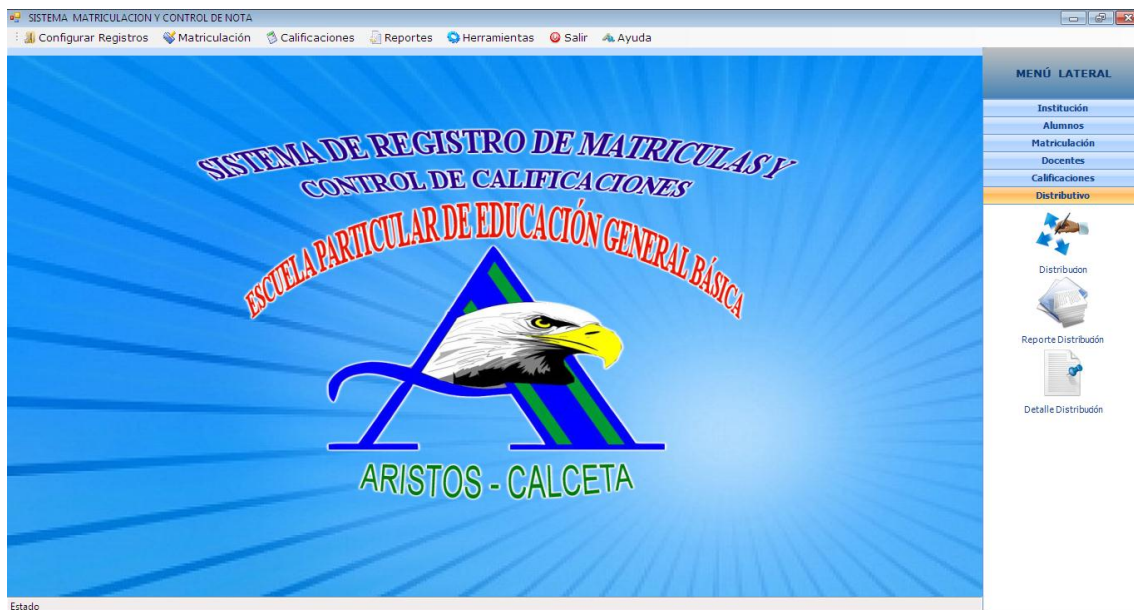 SISTEMA MATRICULACION Y CONTROL DE NOTA
Configurar Registros Matriculación Calificaciones Reportes Herramientas Salir Ayuda
MENÚ LATERAL
Institución
Alumnos
Matriculación
Docentes
Calificaciones
Distributivo
Distribucion
Reporte Distribución
Detalle Distribución
SISTEMA DE REGISTRO DE MATRICULAS Y
CONTROL DE CALIFICACIONES
ESCUELA PARTICULAR DE EDUCACIÓN GENERAL BÁSICA
ARISTOS - CALCETA
Estado